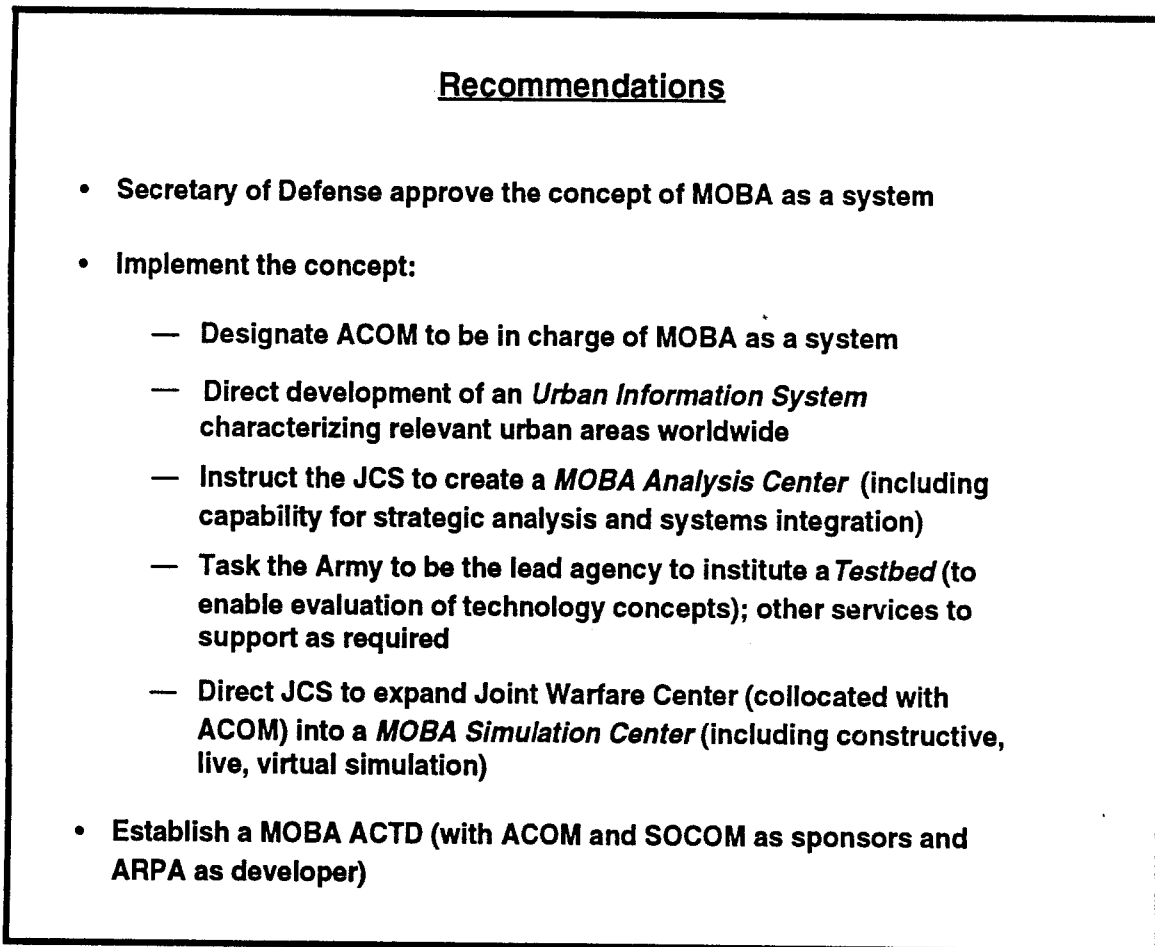 Recommendations
• Secretary of Defense approve the concept of MOBA as a system
• Implement the concept:
— Designate ACOM to be in charge of MOBA as a system
— Direct development of an Urban Information System
characterizing relevant urban areas worldwide
— Instruct the JCS to create a MOBA Analysis Center (including
capability for strategic analysis and systems integration)
— Task the Army to be the lead agency to institute a Testbed (to
enable evaluation of technology concepts); other services to
support as required
— Direct JCS to expand Joint Warfare Center (collocated with
ACOM) into a MOBA Simulation Center (including constructive,
live, virtual simulation)
• Establish a MOBA ACTD (with ACOM and SOCOM as sponsors and
ARPA as developer)